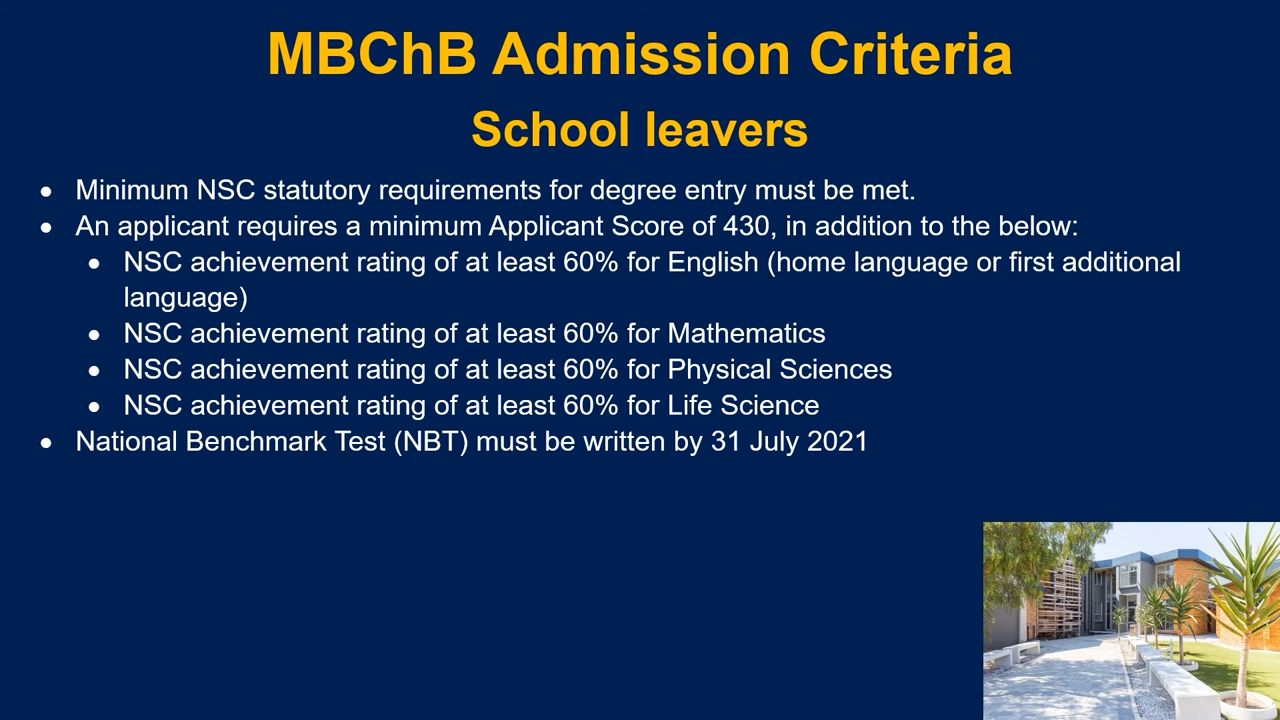 MBChB Admission Criteria
School leavers
• Minimum NSC statutory requirements for degree entry must be met.
• An applicant requires a minimum Applicant Score of 430, in addition to the below:
• NSC achievement rating of at least 60% for English (home language or first additional
language)
• NSC achievement rating of at least 60% for Mathematics
• NSC achievement rating of at least 60% for Physical Sciences
• NSC achievement rating of at least 60% for Life Science
• National Benchmark Test (NBT) must be written by 31 July 2021